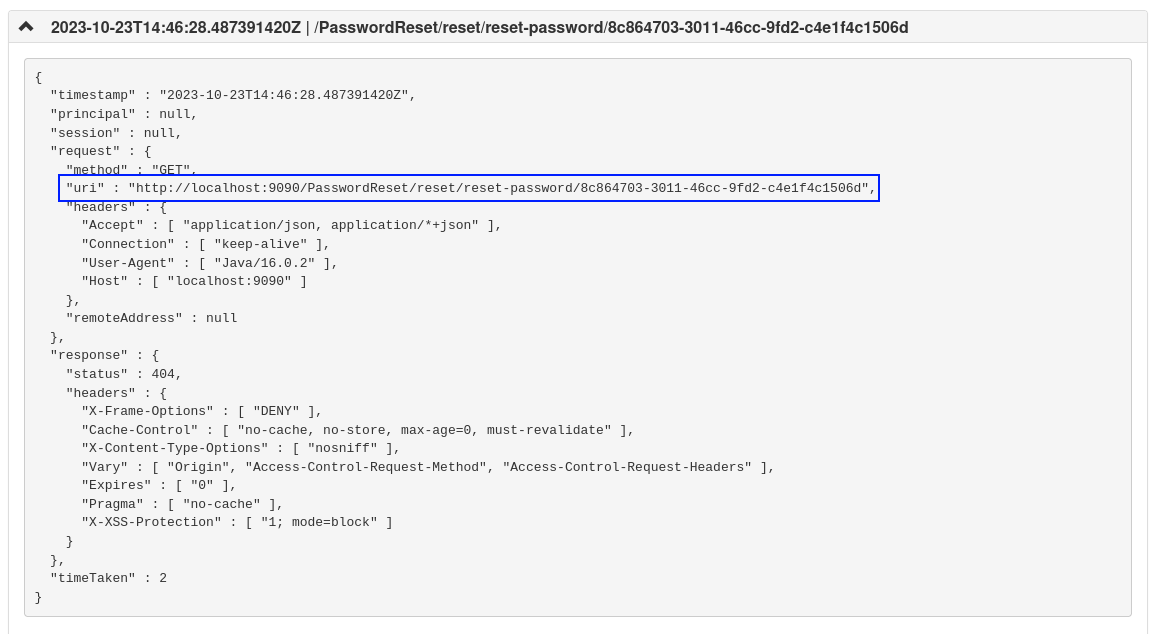 2023-10-23T14:46:28.487391420Z | /PasswordReset/reset/reset-password/8c864703-3011-46cc-9fd2-c4e1f4c1506d
{
  "timestamp" : "2023-10-23T14:46:28.487391420Z",
  "principal" : null,
  "session" : null,
  "request" : {
    "method" : "GET",
    "uri" : "http://localhost:9090/PasswordReset/reset/reset-password/8c864703-3011-46cc-9fd2-c4e1f4c1506d",
    "headers" : {
      "Accept" : [ "application/json, application/*+json" ],
      "Connection" : [ "keep-alive" ],
      "User-Agent" : [ "Java/16.0.2" ],
      "Host" : [ "localhost:9090" ]
    },
    "remoteAddress" : null
  },
  "response" : {
    "status" : 404,
    "headers" : {
      "X-Frame-Options" : [ "DENY" ],
      "Cache-Control" : [ "no-cache, no-store, max-age=0, must-revalidate" ],
      "X-Content-Type-Options" : [ "nosniff" ],
      "Vary" : [ "Origin", "Access-Control-Request-Method", "Access-Control-Request-Headers" ],
      "Expires" : [ "0" ],
      "Pragma" : [ "no-cache" ],
      "X-XSS-Protection" : [ "1; mode=block" ]
    }
  },
  "timeTaken" : 2
}